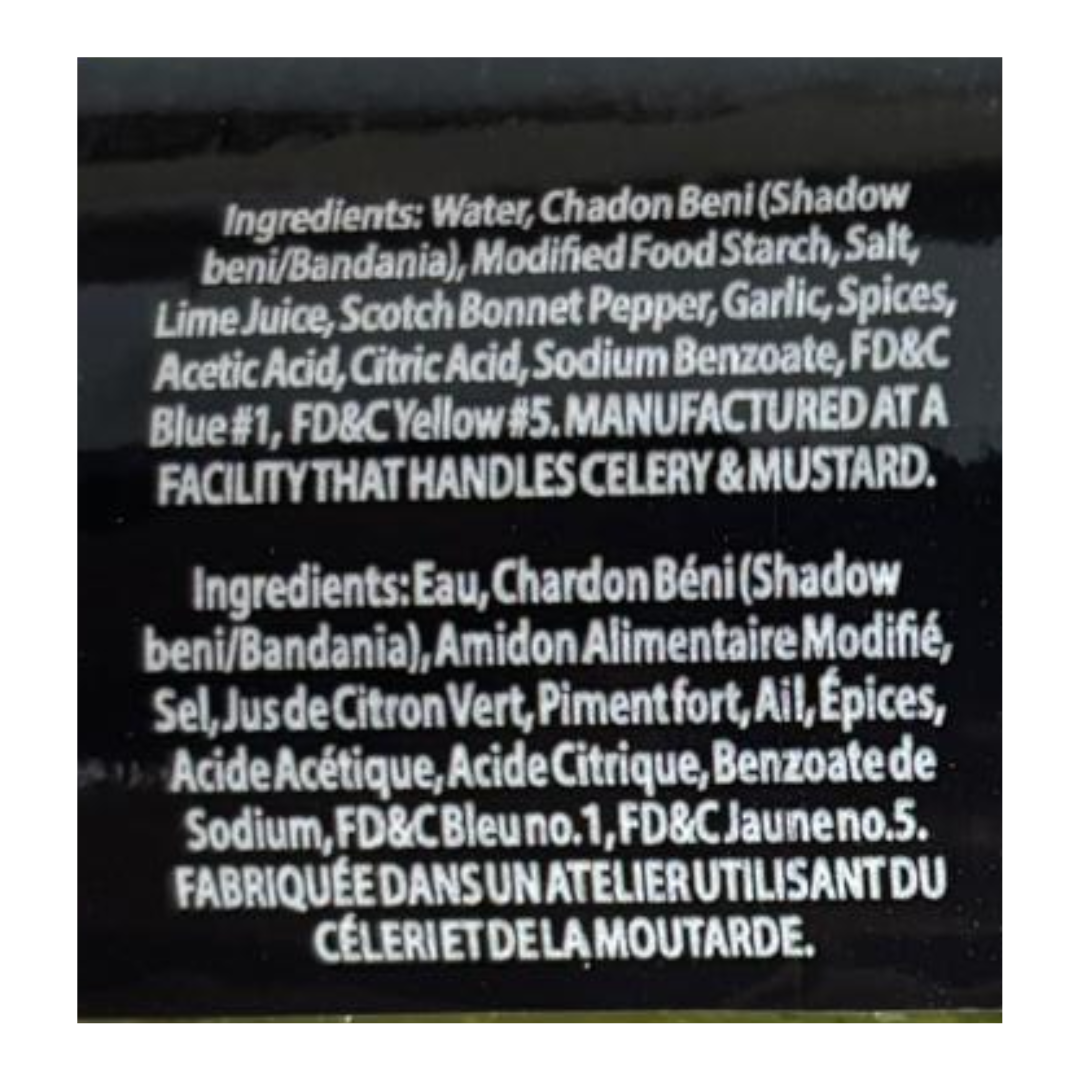 Ingredients: Water, Chadon Beni (Shadow
beni/Bandania), Modified Food Starch, Salt,
Lime Juice, Scotch Bonnet Pepper, Garlic, Spices,
Acetic Acid, Citric Acid, Sodium Benzoate, FD&C
Blue #1, FD&C Yellow #5. MANUFACTURED AT A
FACILITY THAT HANDLES CELERY & MUSTARD.
Ingredients: Eau, Chardon Béni (Shadow
beni/Bandania), Amidon Alimentaire Modifié,
Sel, Jus de Citron Vert, Piment fort, Ail, Épices,
Acide Acétique, Acide Citrique, Benzoate de
Sodium, FD&C Bleu no.1, FD&C Jaune no.5.
FABRIQUÉE DANS UN ATELIER UTILISANT DU
CÉLERI ET DE LA MOUTARDE.